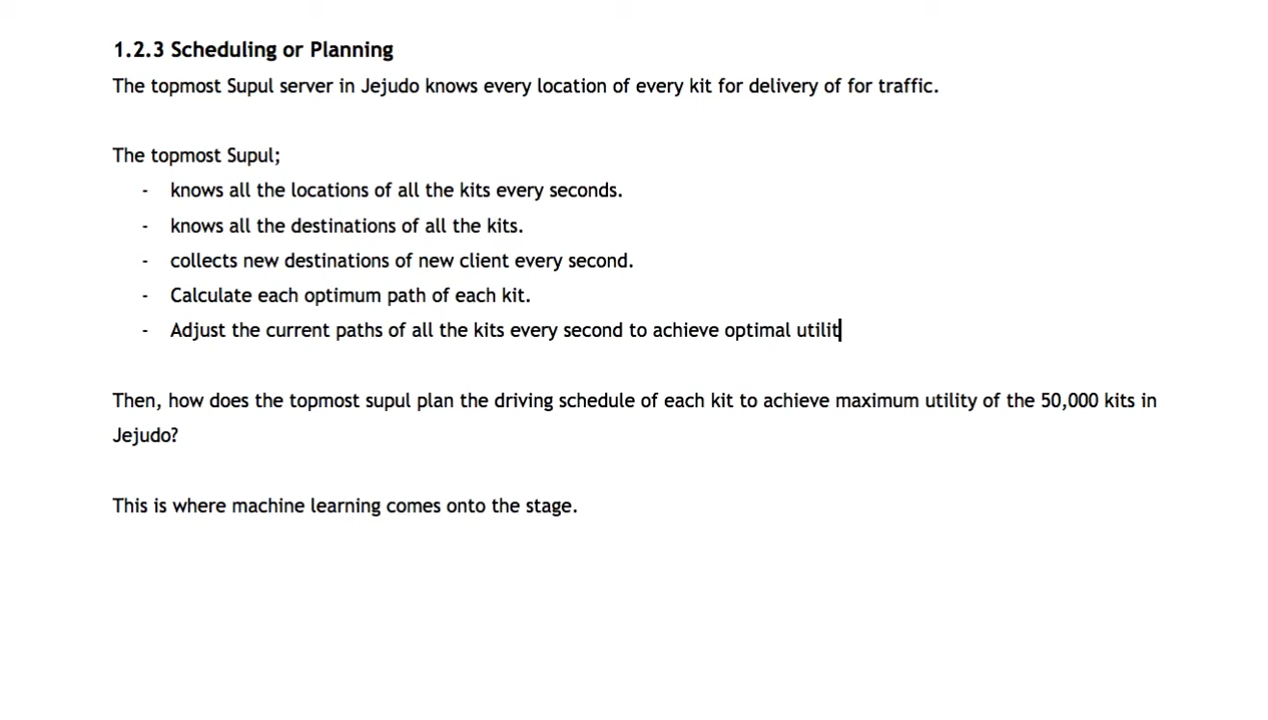 1.2.3 Scheduling or Planning
The topmost Supul server in Jejudo knows every location of every kit for delivery of for traffic.
The topmost Supul;
- knows all the locations of all the kits every seconds.
- knows all the destinations of all the kits.
- collects new destinations of new client every second.
- Calculate each optimum path of each kit.
- Adjust the current paths of all the kits every second to achieve optimal utilit
Then, how does the topmost supul plan the driving schedule of each kit to achieve maximum utility of the 50,000 kits in
Jejudo?
This is where machine learning comes onto the stage.